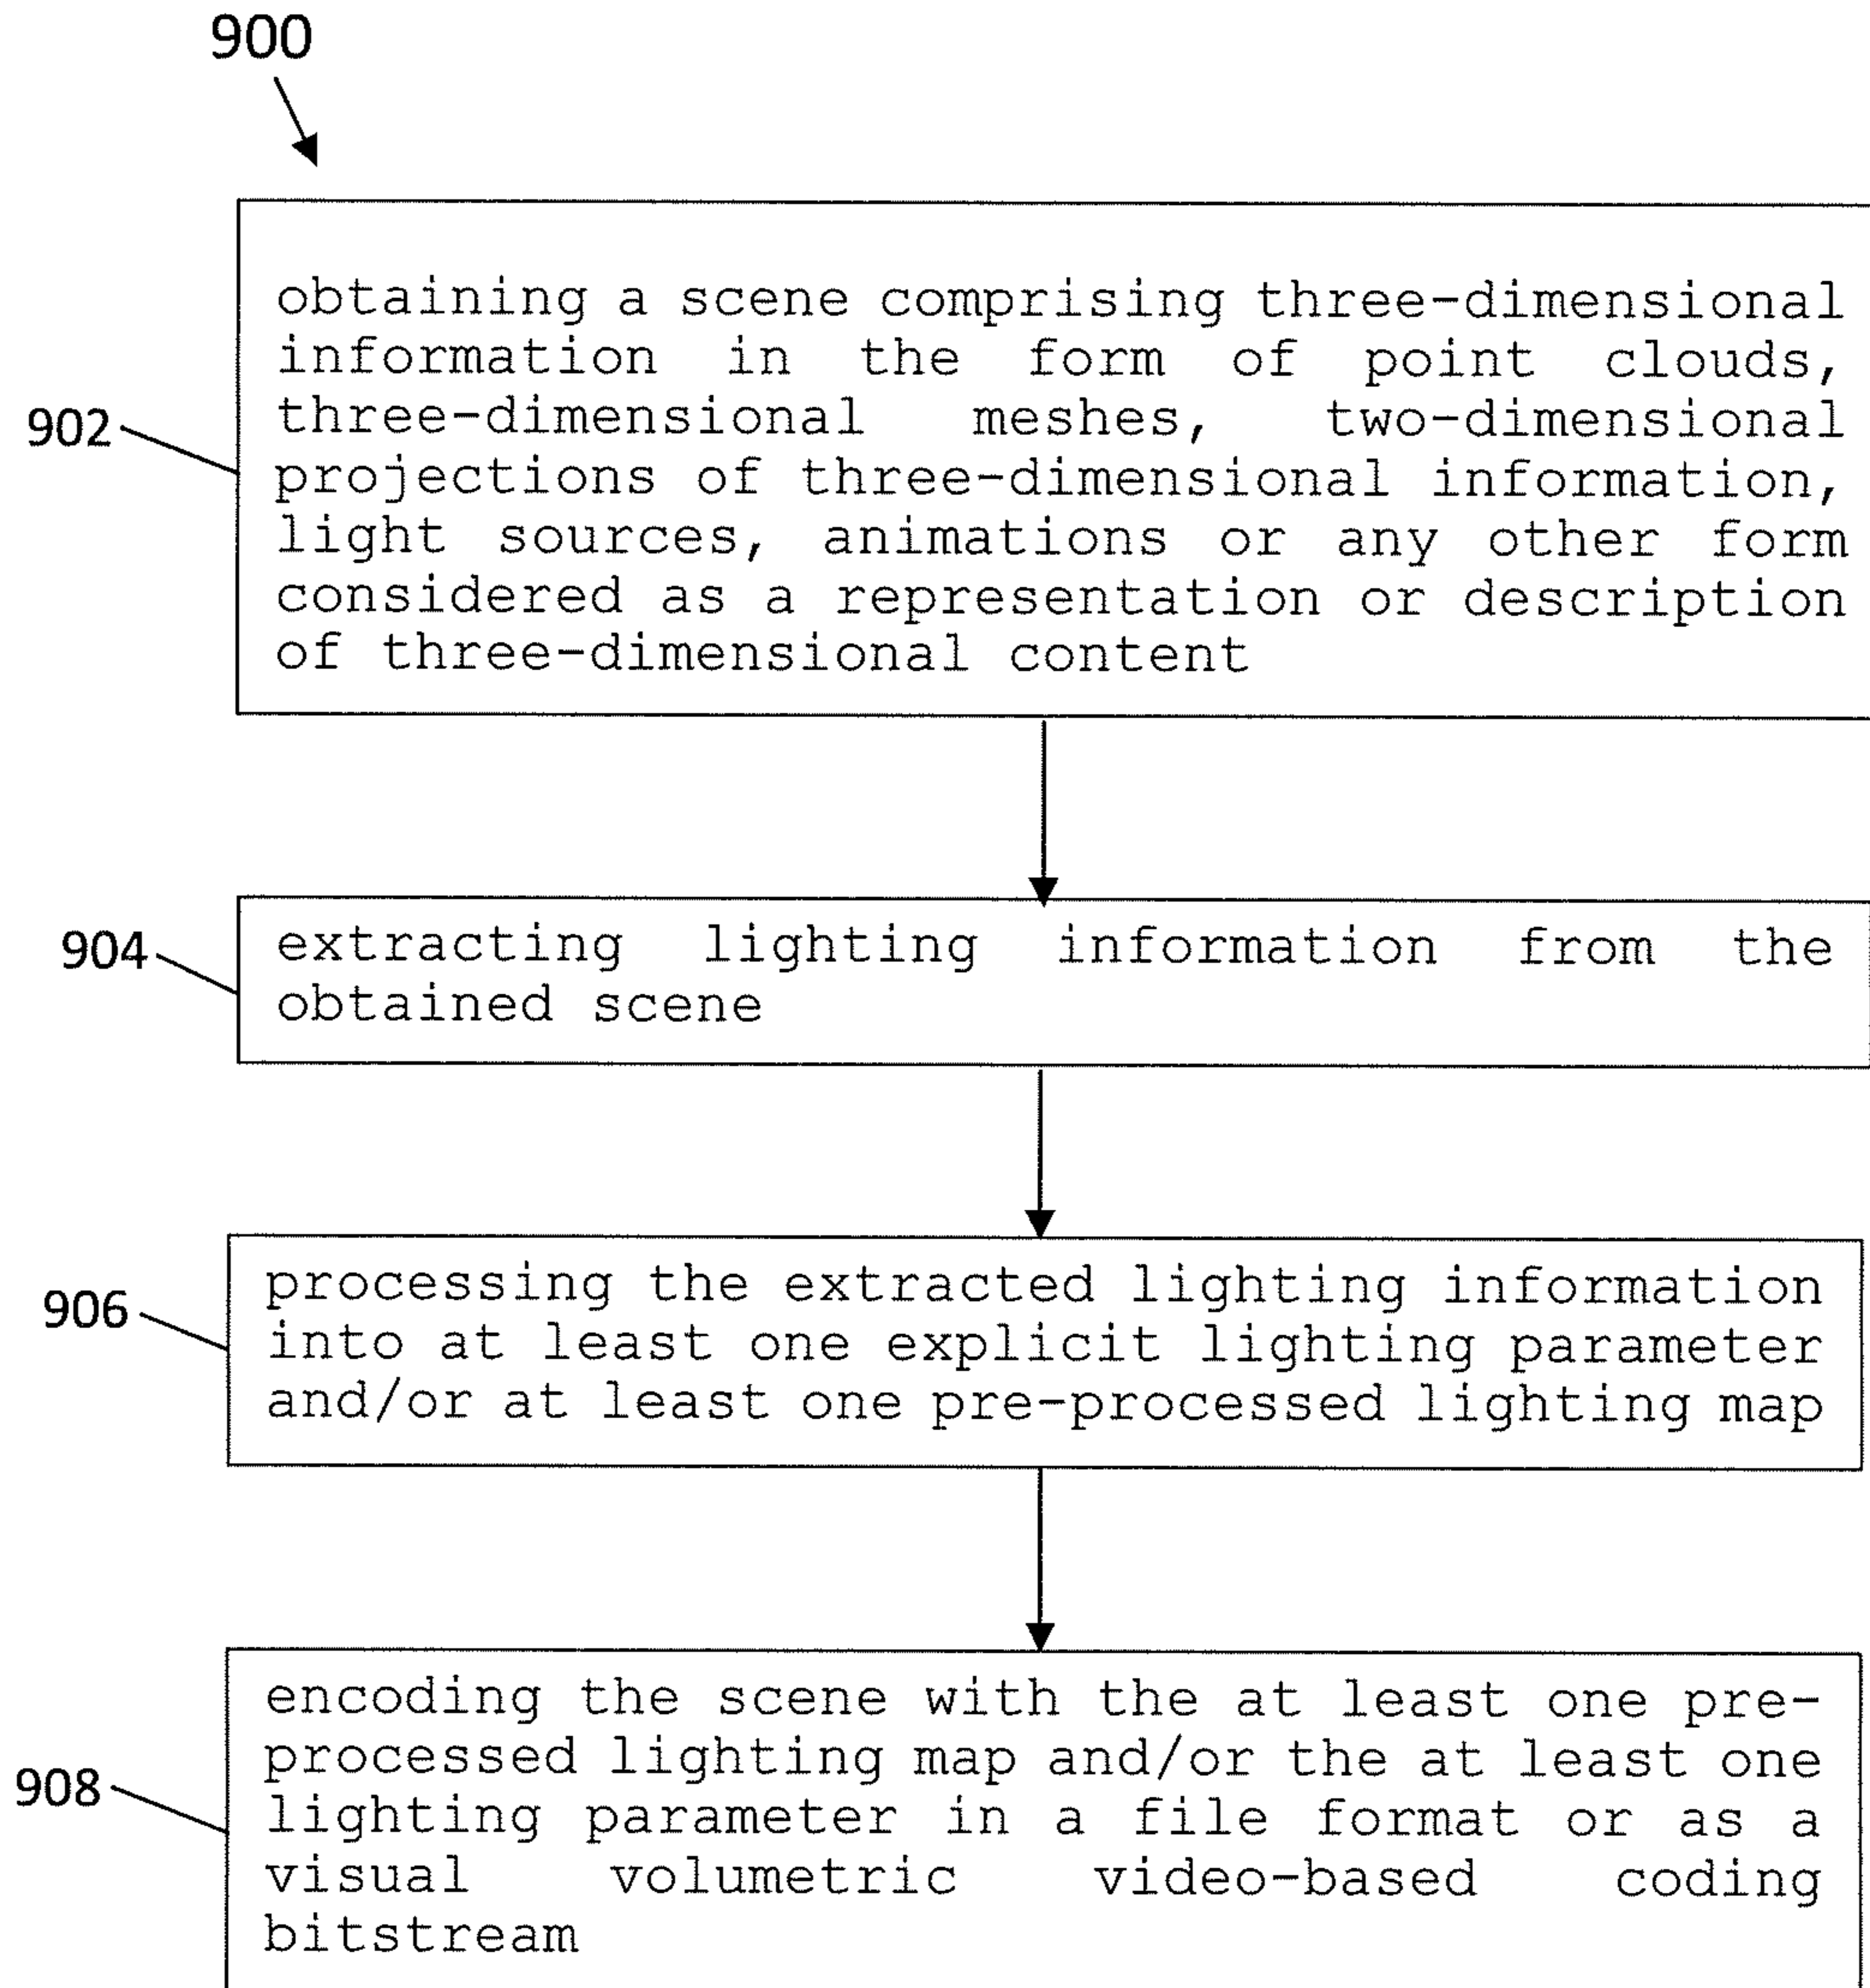 900
902
obtaining a scene comprising three-dimensional
information in the form of point clouds,
three-dimensional meshes, two-dimensional
projections of three-dimensional information,
light sources, animations or any other form
considered as a representation or description
of three-dimensional content
904
extracting lighting information from the
obtained scene
906
processing the extracted lighting information
into at least one explicit lighting parameter
and/or at least one pre-processed lighting map
908
encoding the scene with the at least one pre-
processed lighting map and/or the at least one
lighting parameter in a file format or as a
visual volumetric video-based coding
bitstream